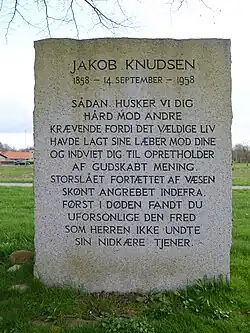 JAKOB KNUDSEN
1858 – 14. SEPTEMBER – 1958
SÅDAN HUSKER VI DIG
HÅRD MOD ANDRE
KRÆVENDE FORDI DET VÆLDIGE LIV
HAVDE LAGT SINE LÆBER MOD DINE
OG INDVIET DIG TIL OPRETHOLDER
AF GUDSKABT MENING.
STORSLÅET FORTÆTTET AF VÆSEN
SKØNT ANGREBET INDEFRA.
FØRST I DØDEN FANDT DU
UFORSONLIGE DEN FRED
SOM HERREN IKKE UNDTE
SIN NIDKÆRE TJENER.